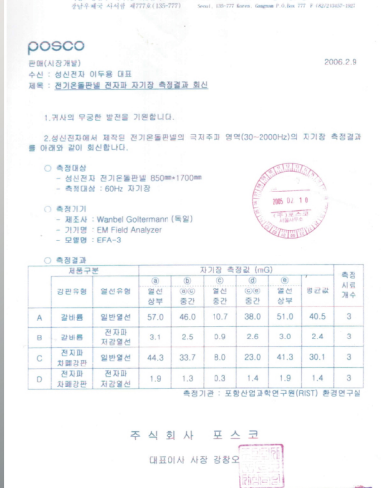 posco
판매(시장개발)
2006.2.9
수신 : 성신전자 이두용 대표
제목 : 전기온돌판넬 전자파 자기장 측정결과 회신
1.귀사의 무궁한 발전을 기원합니다.
2.성신전자에서 제작된 전기온돌판넬의 극저주파 영역(30~2000Hz)의 자기장 측정결과
를 아래와 같이 회신합니다.
○ 측정대상
- 성신전자 전기온돌판넬 850㎜*1700㎜
- 측정대상 : 60Hz 자기장
○ 측정기기
- 제조사 : Wanbel Goltermann (독일)
- 기기명 : EM Field Analyzer
- 모델명 : EFA-3
○ 측정결과
제품구분 자기장 측정값 (mG) 측정 시료 개수
강판유형 열선유형 ⓐ 열선 상부 ⓑ 중간 ⓒ 열선 중간 ⓓ 중간 ⓔ 열선 상부 평균값
A 갈바륨 일반열선 57.0 46.0 10.7 38.0 51.0 40.5 3
B 갈바륨 전자파 저감열선 3.1 2.5 0.9 2.6 3.0 2.4 3
C 전자파 차폐강판 일반열선 44.3 33.7 8.0 23.0 41.3 30.1 3
D 전자파 차폐강판 전자파 저감열선 1.9 1.3 0.3 1.4 1.9 1.4 3
측정기관 : 포항산업과학연구원(RIST) 환경연구실
주 식 회 사 포 스 코
대표이사 사장 강창오